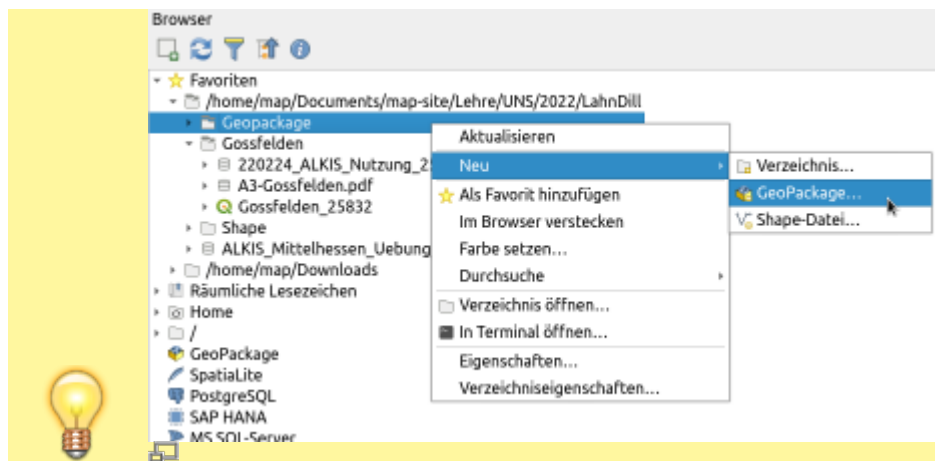 Browser
Favoriten
/home/map/Documents/map-site/Lehre/UNS/2022/LahnDill
Geopackage
Gossfelden
220224_ALKIS_Nutzung_2
A3-Gossfelden.pdf
Gossfelden_25832
Shape
ALKIS_Mittelhessen_Uebung
/home/map/Downloads
Räumliche Lesezeichen
Home
/
GeoPackage
SpatiaLite
PostgreSQL
SAP HANA
MS SQL-Server
Aktualisieren
Neu
Als Favorit hinzufügen
Im Browser verstecken
Farbe setzen...
Durchsuche
Verzeichnis öffnen...
In Terminal öffnen...
Eigenschaften...
Verzeichniseigenschaften...
Verzeichnis...
GeoPackage...
Shape-Datei...